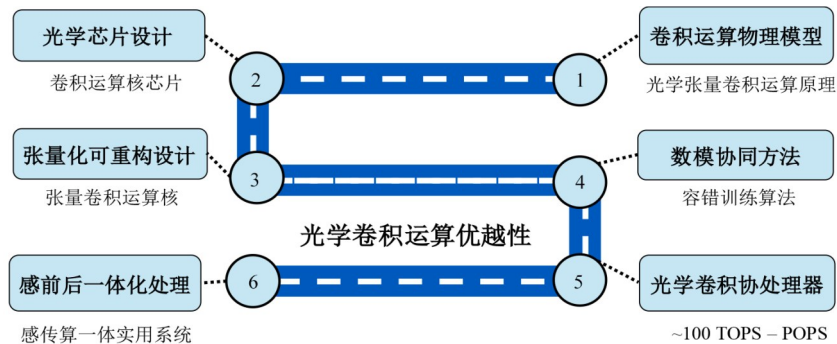 光学芯片设计
卷积运算核芯片
2
1
卷积运算物理模型
光学张量卷积运算原理
张量化可重构设计
张量卷积运算核
3
4
数模协同方法
容错训练算法
光学卷积运算优越性
感前后一体化处理
感传算一体实用系统
6
5
光学卷积协处理器
~100 TOPS – POPS